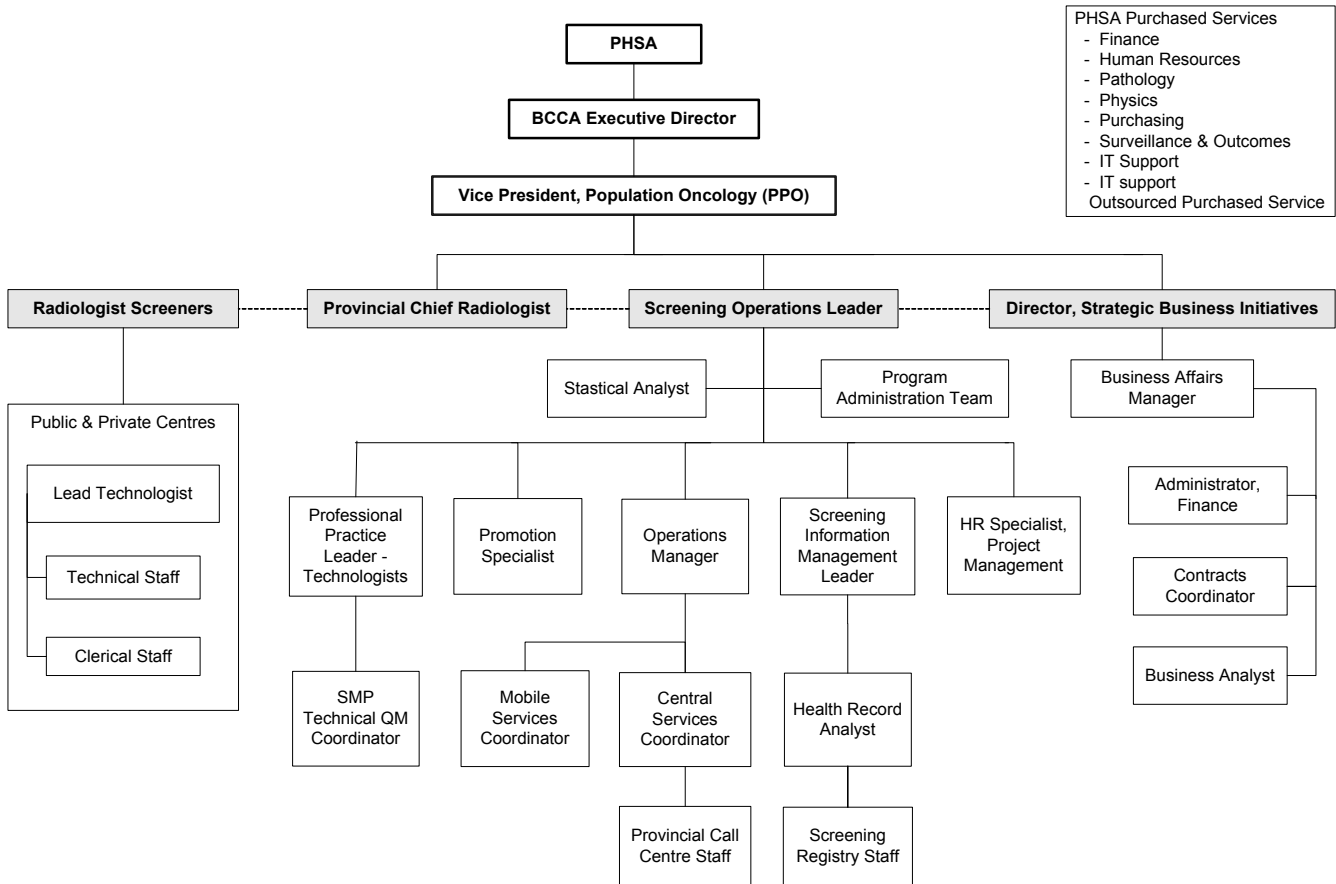 PHSA
BCCA Executive Director
Vice President, Population Oncology (PPO)
PHSA Purchased Services
- Finance
- Human Resources
- Pathology
- Physics
- Purchasing
- Surveillance & Outcomes
- IT Support
- IT support
Outsourced Purchased Service
Radiologist Screeners
Provincial Chief Radiologist
Screening Operations Leader
Director, Strategic Business Initiatives
Stastical Analyst
Program
Administration Team
Business Affairs
Manager
Public & Private Centres
Lead Technologist
Technical Staff
Clerical Staff
Professional
Practice
Leader -
Technologists
Promotion
Specialist
Operations
Manager
Screening
Information
Management
Leader
HR Specialist,
Project
Management
Administrator,
Finance
Contracts
Coordinator
Business Analyst
SMP
Technical QM
Coordinator
Mobile
Services
Coordinator
Central
Services
Coordinator
Health Record
Analyst
Provincial Call
Centre Staff
Screening
Registry Staff